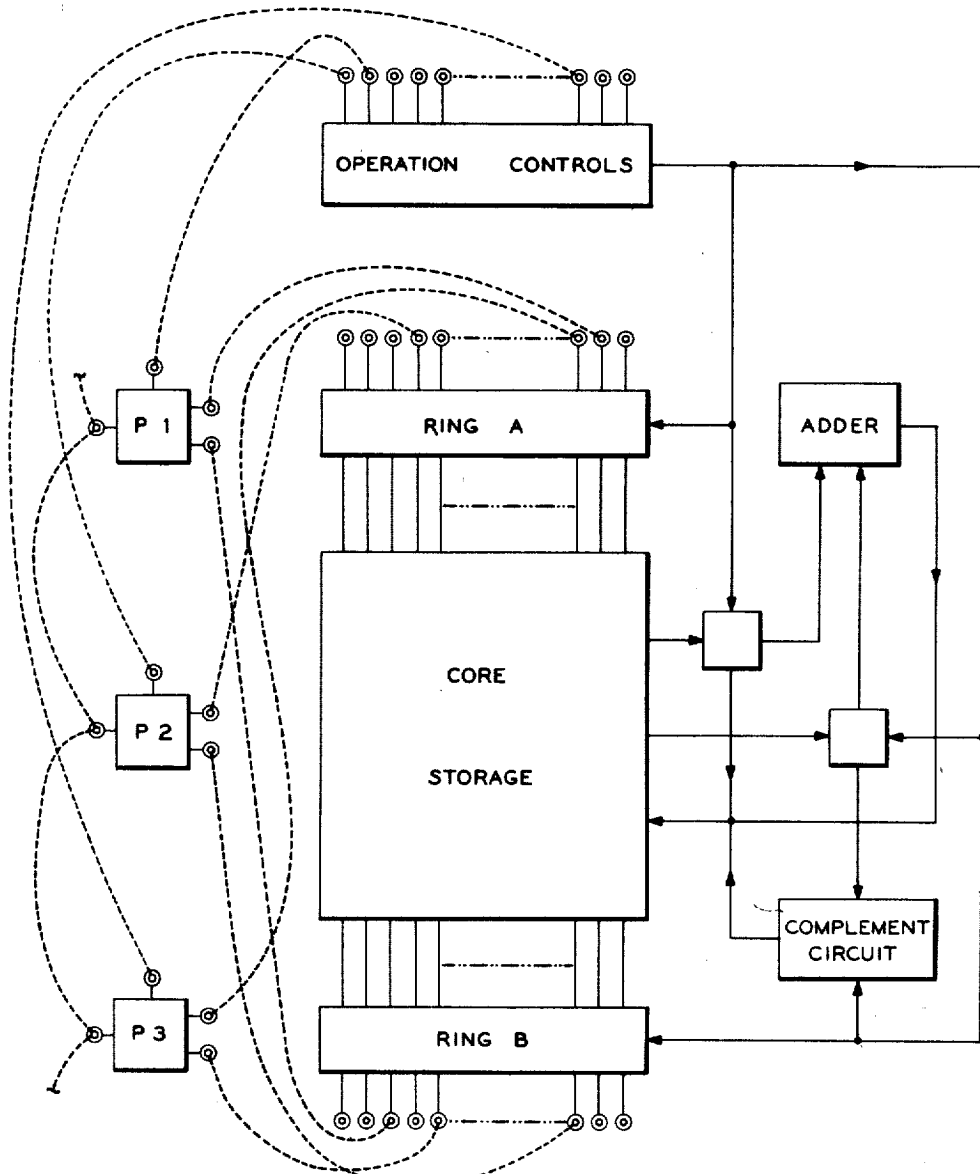 OPERATION CONTROLS
P 1
RING A
ADDER
CORE
STORAGE
P 2
COMPLEMENT
CIRCUIT
P 3
RING B